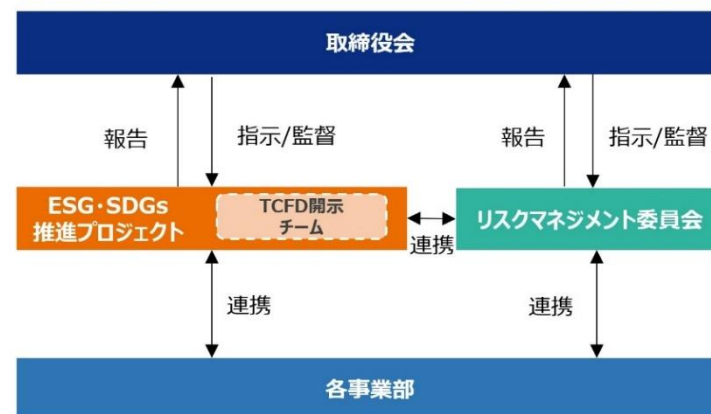 取締役会
報告
指示/監督
報告
指示/監督
ESG・SDGs
推進プロジェクト
TCFD開示
チーム
連携
リスクマネジメント委員会
連携
連携
各事業部